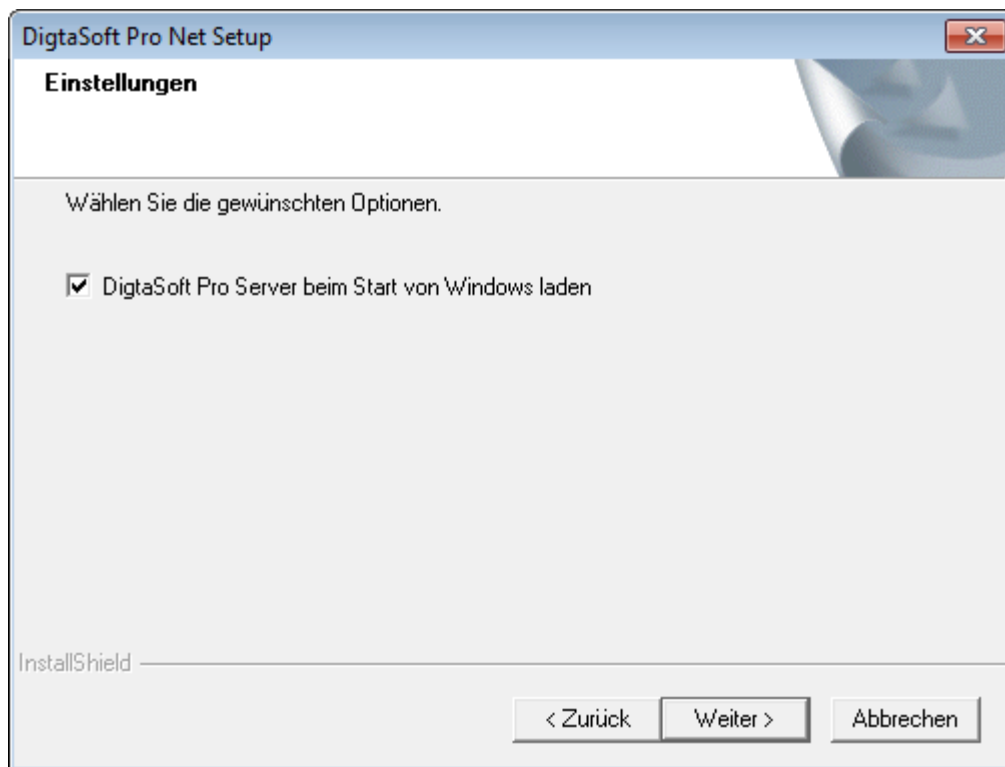 DigtaSoft Pro Net Setup
Einstellungen
Wählen Sie die gewünschten Optionen.
DigtaSoft Pro Server beim Start von Windows laden
InstallShield
< Zurück Weiter > Abbrechen